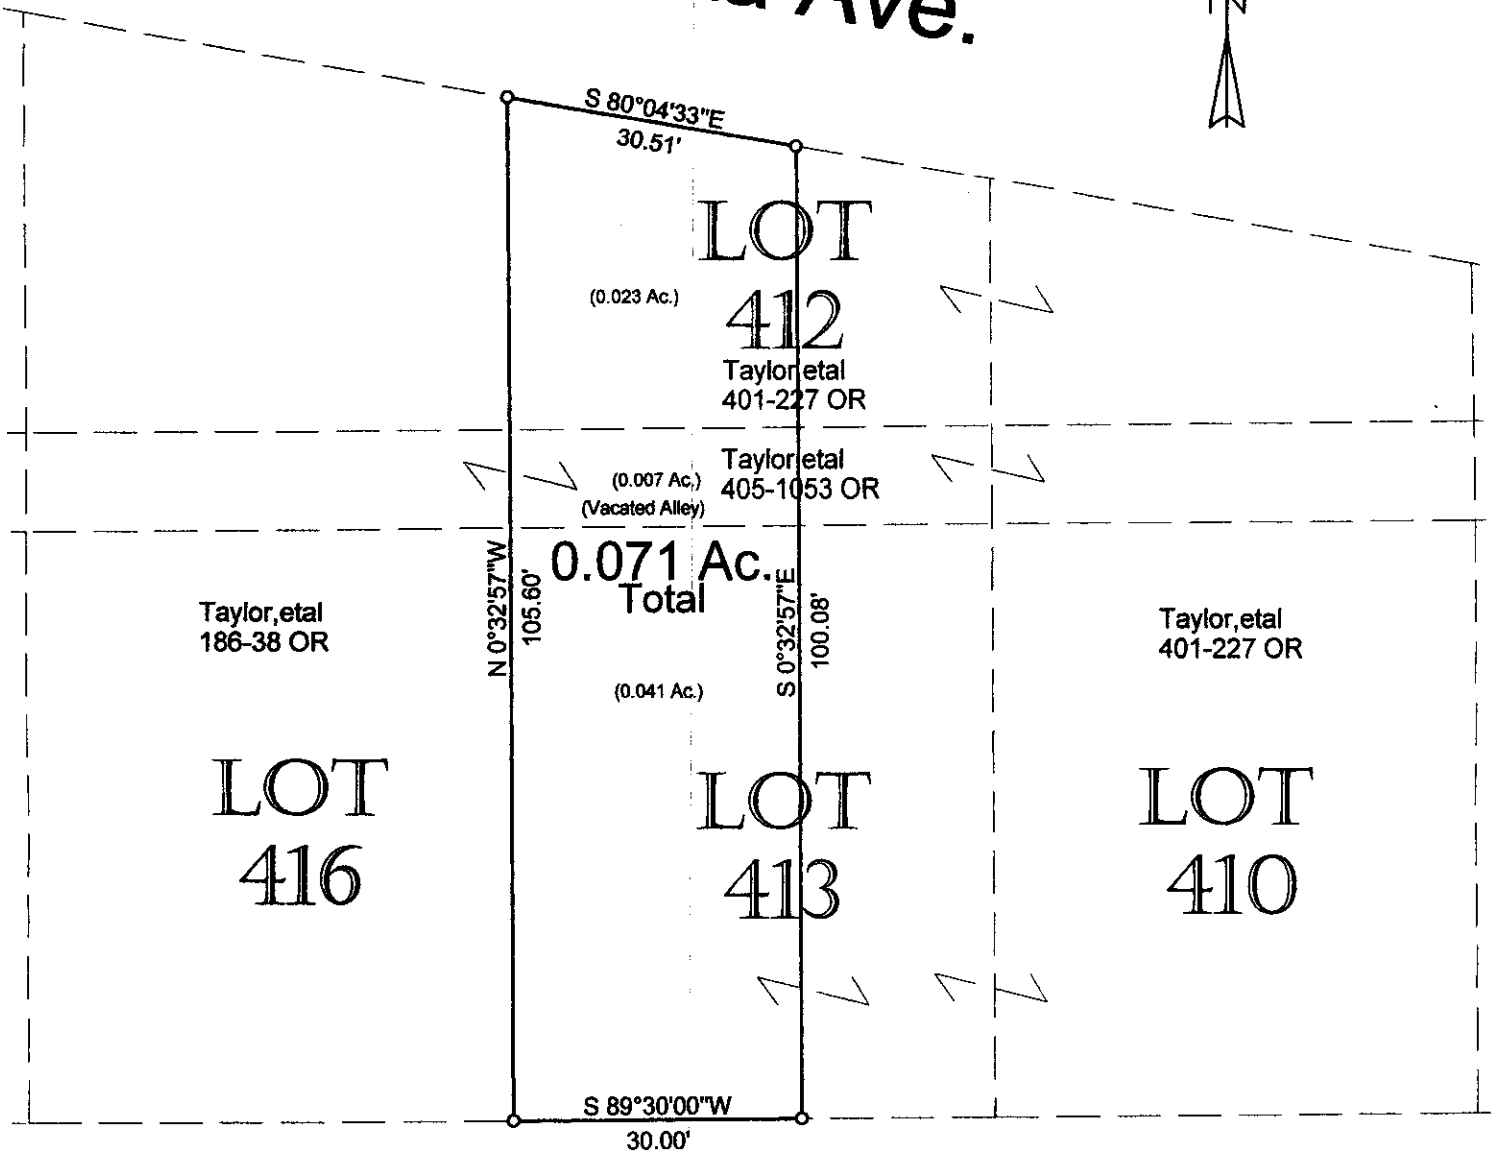 Ave.
N
S 80°04'33"E
30.51'
LOT
412
(0.023 Ac.)
Taylor,etal
401-227 OR
Taylor,etal
405-1053 OR
(0.007 Ac.)
(Vacated Alley)
0.071 Ac.
Total
N 0°32'57"W
105.60'
S 0°32'57"E
100.08'
Taylor,etal
186-38 OR
Taylor,etal
401-227 OR
(0.041 Ac.)
LOT
416
LOT
413
LOT
410
S 89°30'00"W
30.00'